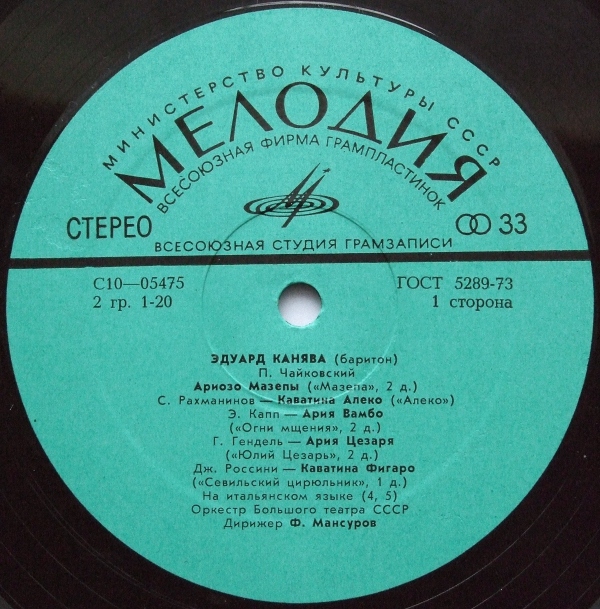 МИНИСТЕРСТВО КУЛЬТУРЫ СССР
МЕЛОДИЯ
ВСЕСОЮЗНАЯ ФИРМА ГРАМПЛАСТИНОК
СТЕРЕО
33
ВСЕСОЮЗНАЯ СТУДИЯ ГРАМЗАПИСИ
С10—05475
ГОСТ 5289-73
2 гр. 1-20
1 сторона
ЭДУАРД КАНЯВА (баритон)
П. Чайковский
Ариозо Мазепы («Мазепа», 2 д.)
С. Рахманинов — Каватина Алеко («Алеко»)
Э. Капп — Ария Вамбо
(«Огни мщения», 2 д.)
Г. Гендель — Ария Цезаря
(«Юлий Цезарь», 2 д.)
Дж. Россини — Каватина Фигаро
(«Севильский цирюльник», 1 д.)
На итальянском языке (4, 5)
Оркестр Большого театра СССР
Дирижер Ф. Мансуров